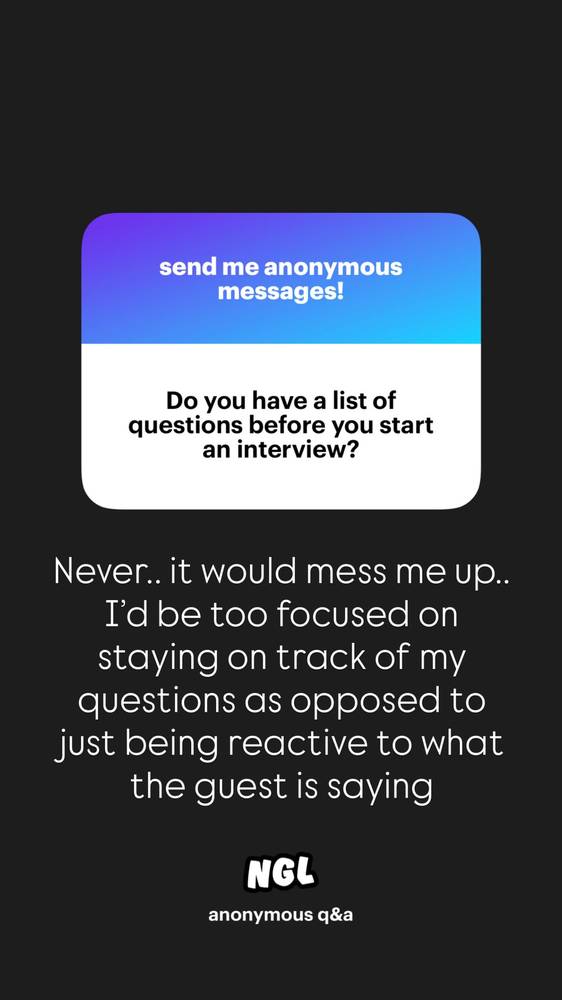 send me anonymous
messages!
Do you have a list of
questions before you start
an interview?
Never.. it would mess me up..
I'd be too focused on
staying on track of my
questions as opposed to
just being reactive to what
the guest is saying
NGL
anonymous q&a